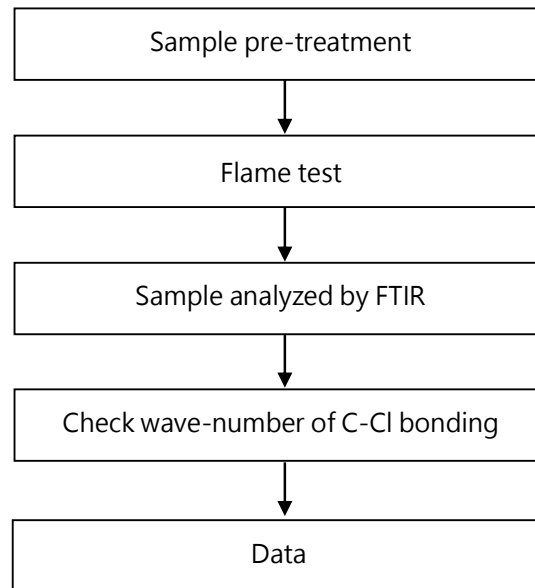 Sample pre-treatment
Flame test
Sample analyzed by FTIR
Check wave-number of C-Cl bonding
Data